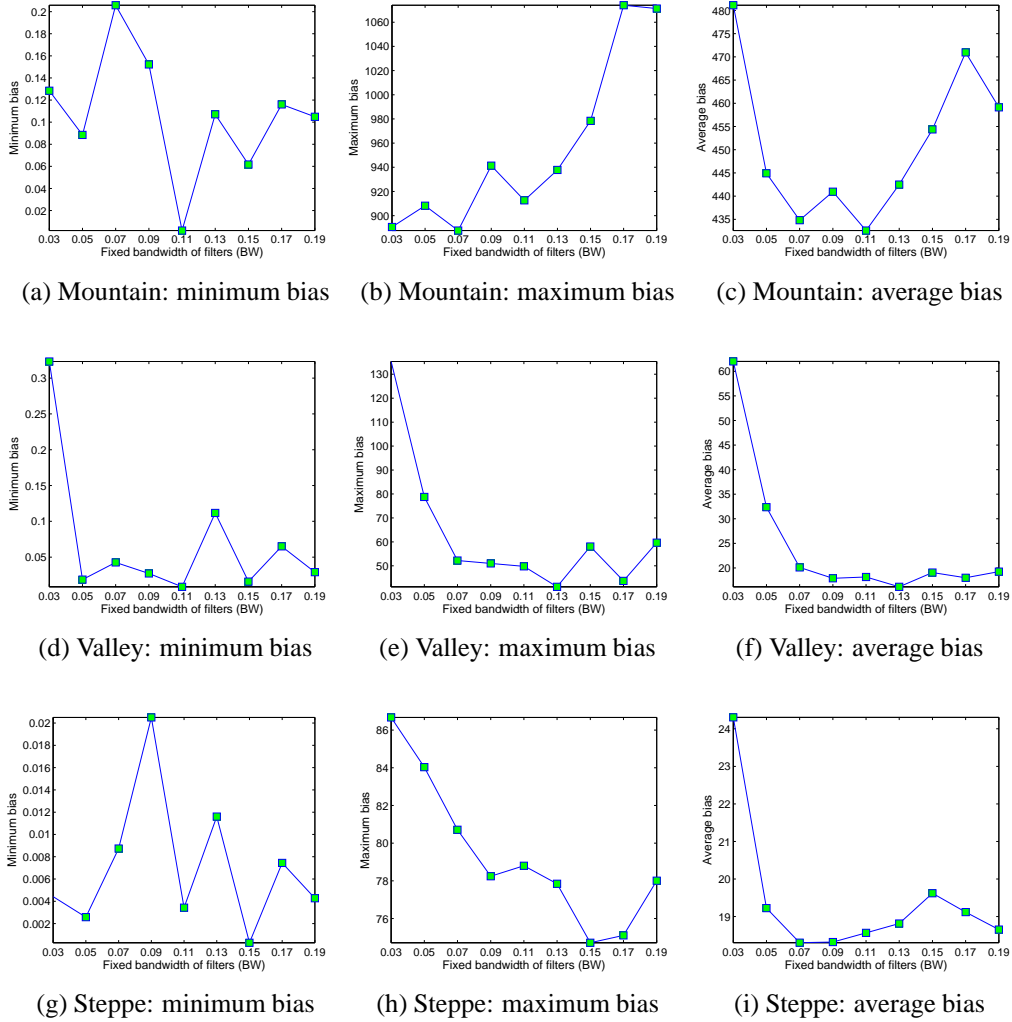 0.2
0.18
0.16
0.14
0.12
0.1
0.08
0.06
0.04
0.02
Minimum bias
0.03 0.05 0.07 0.09 0.11 0.13 0.15 0.17 0.19
Fixed bandwidth of filters (BW)
(a) Mountain: minimum bias
1060
1040
1020
1000
980
960
940
920
900
Maximum bias
0.03 0.05 0.07 0.09 0.11 0.13 0.15 0.17 0.19
Fixed bandwidth of filters (BW)
(b) Mountain: maximum bias
480
475
470
465
460
455
450
445
440
435
Average bias
0.03 0.05 0.07 0.09 0.11 0.13 0.15 0.17 0.19
Fixed bandwidth of filters (BW)
(c) Mountain: average bias
0.3
0.25
0.2
0.15
0.1
0.05
Minimum bias
0.03 0.05 0.07 0.09 0.11 0.13 0.15 0.17 0.19
Fixed bandwidth of filters (BW)
(d) Valley: minimum bias
130
120
110
100
90
80
70
60
50
Maximum bias
0.03 0.05 0.07 0.09 0.11 0.13 0.15 0.17 0.19
Fixed bandwidth of filters (BW)
(e) Valley: maximum bias
60
55
50
45
40
35
30
25
20
Average bias
0.03 0.05 0.07 0.09 0.11 0.13 0.15 0.17 0.19
Fixed bandwidth of filters (BW)
(f) Valley: average bias
0.02
0.018
0.016
0.014
0.012
0.01
0.008
0.006
0.004
0.002
Minimum bias
0.03 0.05 0.07 0.09 0.11 0.13 0.15 0.17 0.19
Fixed bandwidth of filters (BW)
(g) Steppe: minimum bias
86
84
82
80
78
76
Maximum bias
0.03 0.05 0.07 0.09 0.11 0.13 0.15 0.17 0.19
Fixed bandwidth of filters (BW)
(h) Steppe: maximum bias
24
23
22
21
20
19
Average bias
0.03 0.05 0.07 0.09 0.11 0.13 0.15 0.17 0.19
Fixed bandwidth of filters (BW)
(i) Steppe: average bias